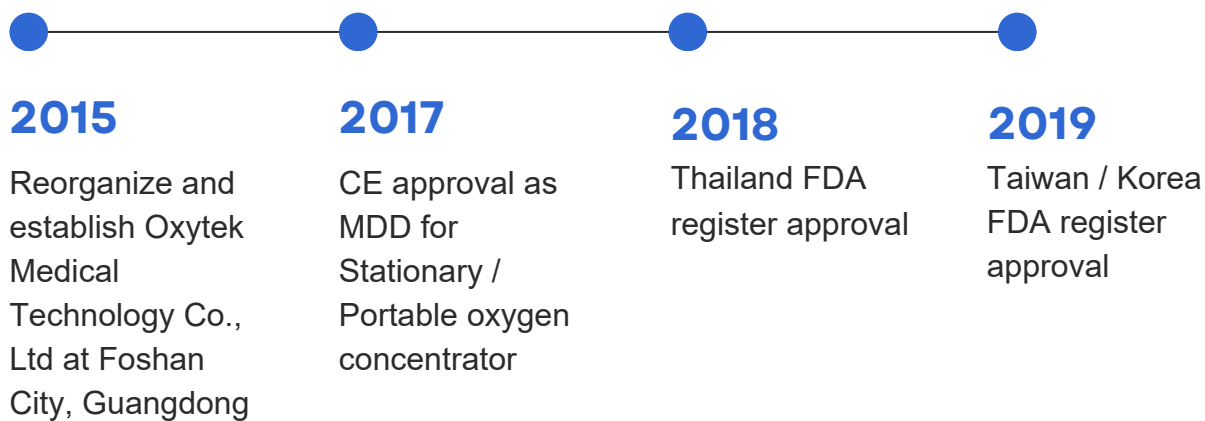 2015
Reorganize and
establish Oxytek
Medical
Technology Co.,
Ltd at Foshan
City, Guangdong
2017
CE approval as
MDD for
Stationary /
Portable oxygen
concentrator
2018
Thailand FDA
register approval
2019
Taiwan / Korea
FDA register
approval